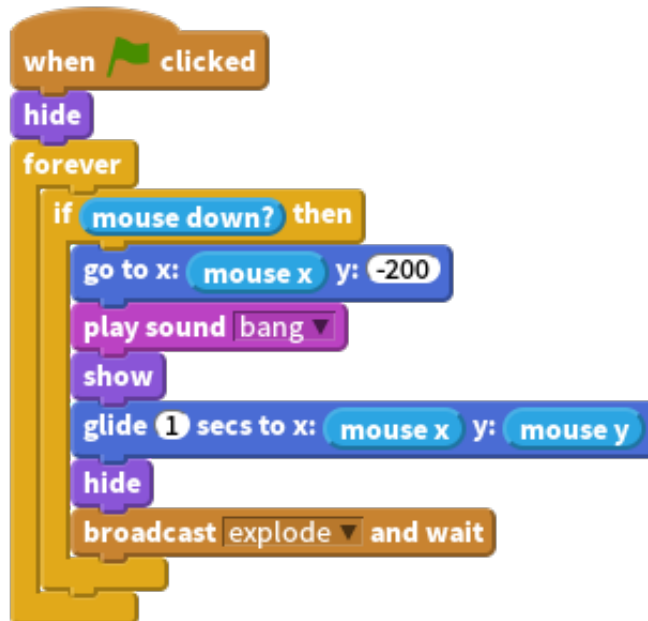 when clicked
hide
forever
if mouse down? then
go to x: mouse x y: -200
play sound bang
show
glide 1 secs to x: mouse x y: mouse y
hide
broadcast explode and wait